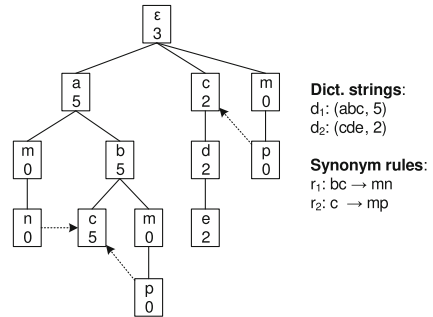 ε
3
a
5
c
2
m
0
m
0
b
5
d
2
p
0
n
0
c
5
m
0
e
2
p
0
Dict. strings:
d₁: (abc, 5)
d₂: (cde, 2)
Synonym rules:
r₁: bc → mn
r₂: c → mp